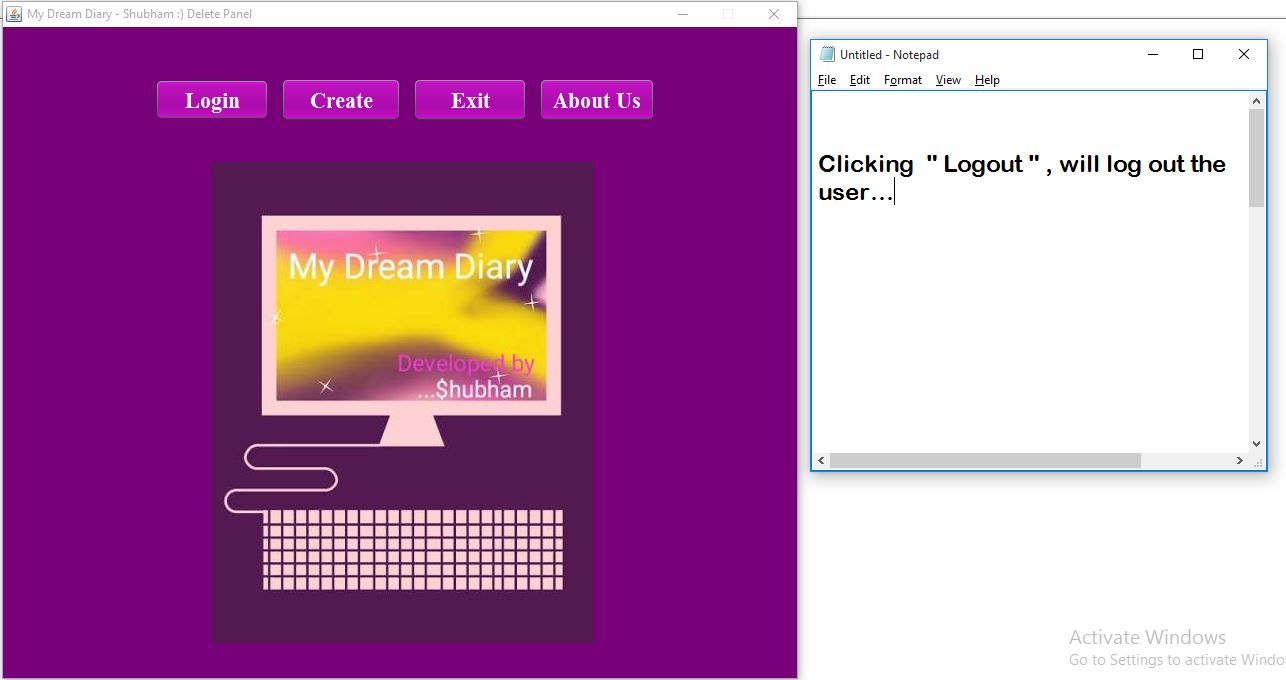 My Dream Diary - Shubham :) Delete Panel
Login Create Exit About Us
My Dream Diary
Developed by
...$hubham
Untitled - Notepad
File Edit Format View Help
Clicking " Logout " , will log out the
user...
Activate Windows
Go to Settings to activate Windo